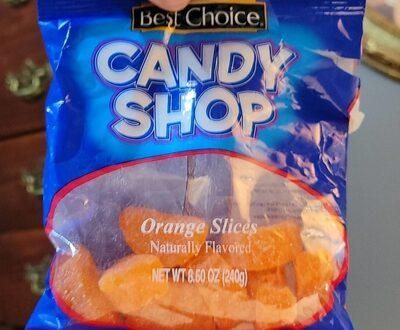 Best Choice.
CANDY
SHOP
Orange Slices
Naturally Flavored
NET WT 8.50 OZ (240g)